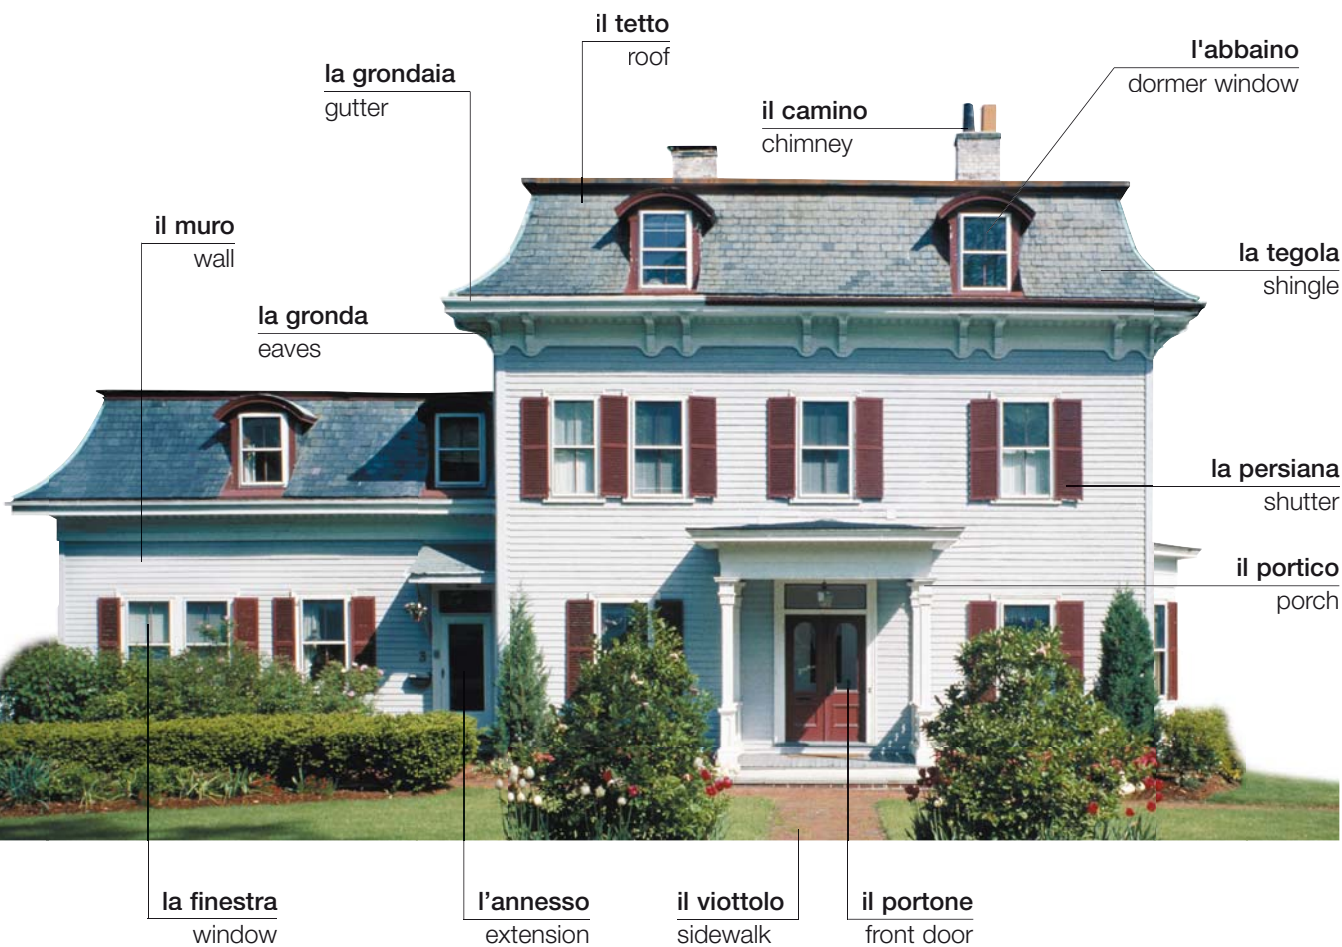 il tetto
roof
l'abbaino
dormer window
la grondaia
gutter
il camino
chimney
il muro
wall
la tegola
shingle
la gronda
eaves
la persiana
shutter
il portico
porch
3
la finestra
window
l’annesso
extension
il viottolo
sidewalk
il portone
front door